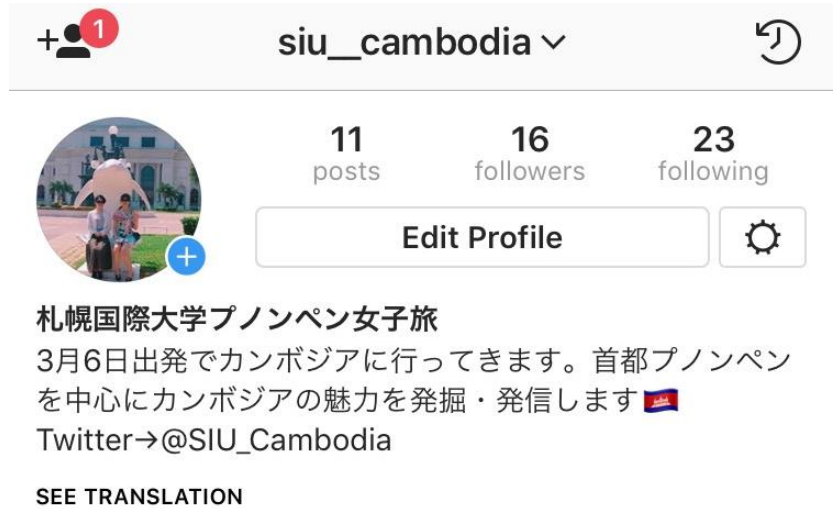 1
siu__cambodia
11 16 23
posts followers following
Edit Profile
札幌国際大学プノンペン女子旅
3月6日出発でカンボジアに行ってきます。首都プノンペン
を中心にカンボジアの魅力を発掘・発信します🇰🇭
Twitter→@SIU_Cambodia
SEE TRANSLATION